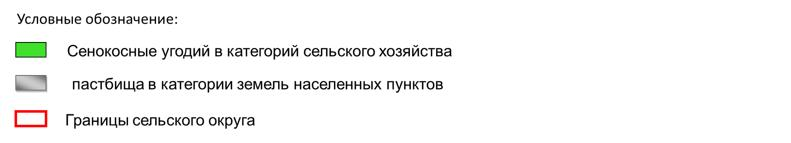 Условные обозначение:
Сенокосные угодий в категорий сельского хозяйства
пастбища в категории земель населенных пунктов
Границы сельского округа